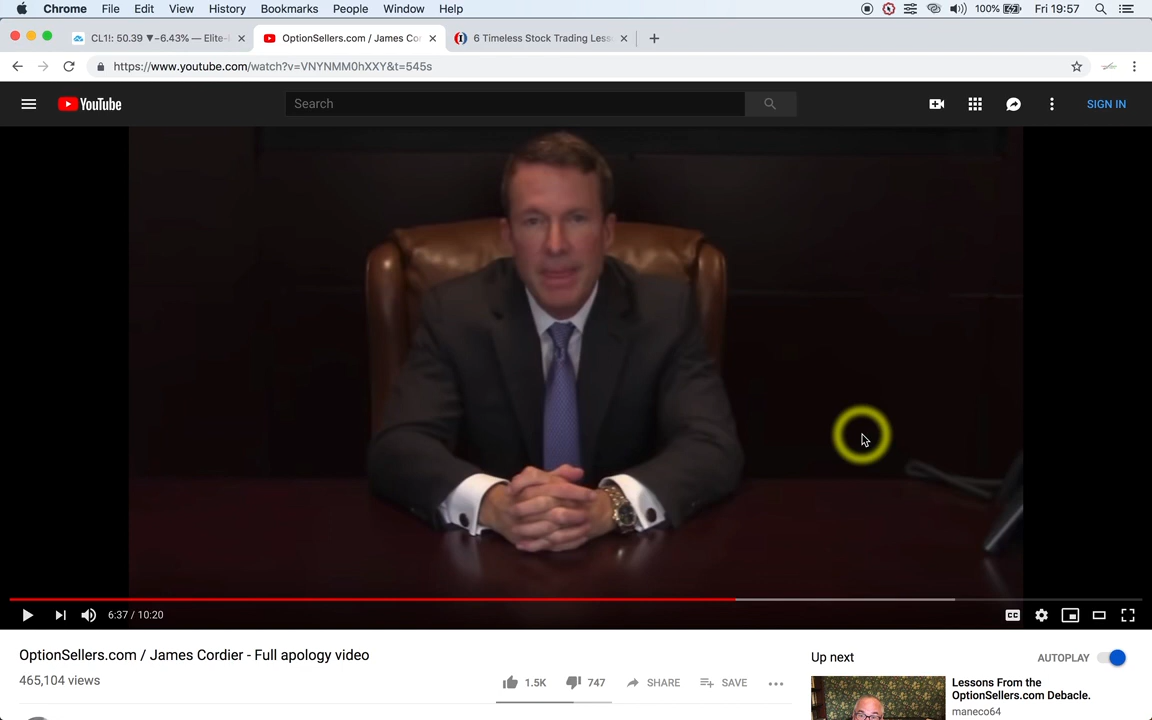 Chrome File Edit View History Bookmarks People Window Help 100% Fri 19:57
CL1!: 50.39 ▼−6.43% — Elite- OptionSellers.com / James Cor 6 Timeless Stock Trading Less
https://www.youtube.com/watch?v=VNYNMM0hXXY&t=545s
YouTube Search SIGN IN
6:37 / 10:20
OptionSellers.com / James Cordier - Full apology video
465,104 views
1.5K 747 SHARE SAVE
Up next AUTOPLAY
Lessons From the
OptionSellers.com Debacle.
maneco64